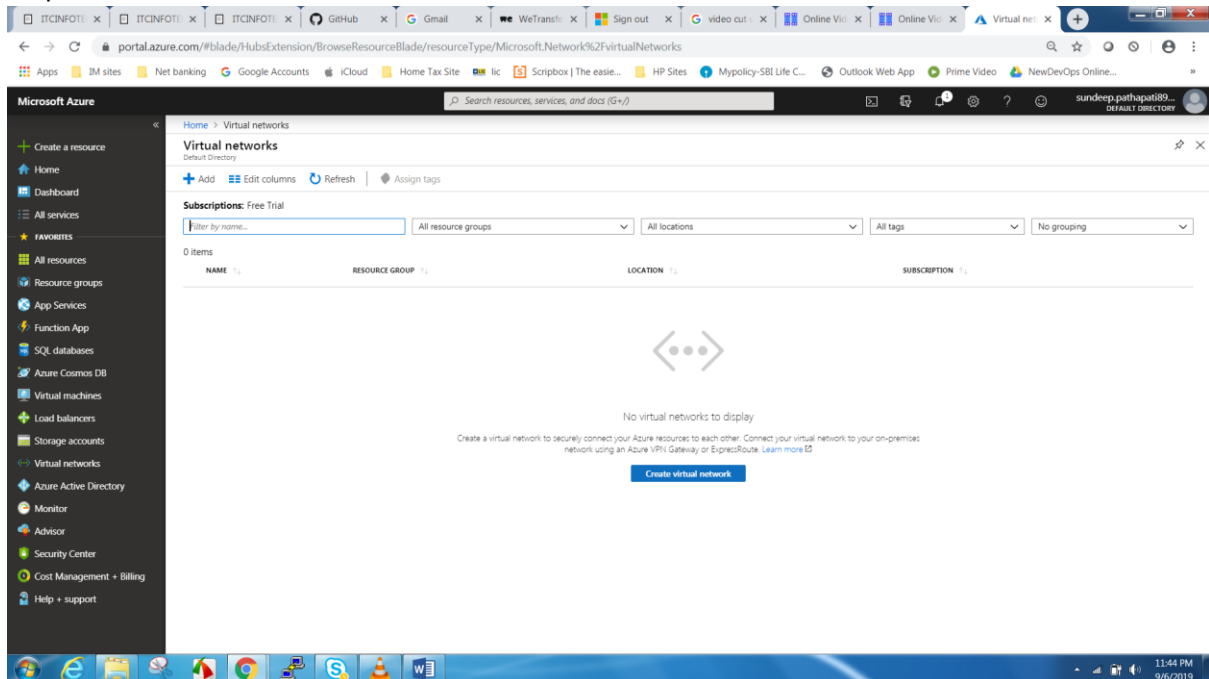 ITCINFOTE ITCINFOTE ITCINFOTE GitHub Gmail WeTransfe Sign out video cut Online Vid Online Vid Virtual net
portal.azure.com/#blade/HubsExtension/BrowseResourceBlade/resourceType/Microsoft.Network%2FvirtualNetworks
Apps IM sites Net banking Google Accounts iCloud Home Tax Site lic Scripbox | The easie... HP Sites Mypolicy-SBI Life C... Outlook Web App Prime Video NewDevOps Online... »
Microsoft Azure Search resources, services, and docs (G+/) 1 sundeep.pathapati89...
DEFAULT DIRECTORY
« Home > Virtual networks
Create a resource
Home
Dashboard
All services
FAVORITES
All resources
Resource groups
App Services
Function App
SQL databases
Azure Cosmos DB
Virtual machines
Load balancers
Storage accounts
Virtual networks
Azure Active Directory
Monitor
Advisor
Security Center
Cost Management + Billing
Help + support
Virtual networks
Default Directory
Add Edit columns Refresh Assign tags
Subscriptions: Free Trial
Filter by name... All resource groups All locations All tags No grouping
0 items
NAME RESOURCE GROUP LOCATION SUBSCRIPTION
No virtual networks to display
Create a virtual network to securely connect your Azure resources to each other. Connect your virtual network to your on-premises
network using an Azure VPN Gateway or ExpressRoute. Learn more
Create virtual network
11:44 PM
9/6/2019